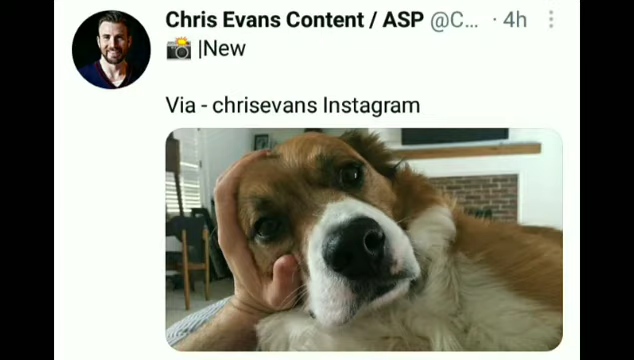 Chris Evans Content / ASP @C... · 4h
|New
Via - chrisevans Instagram